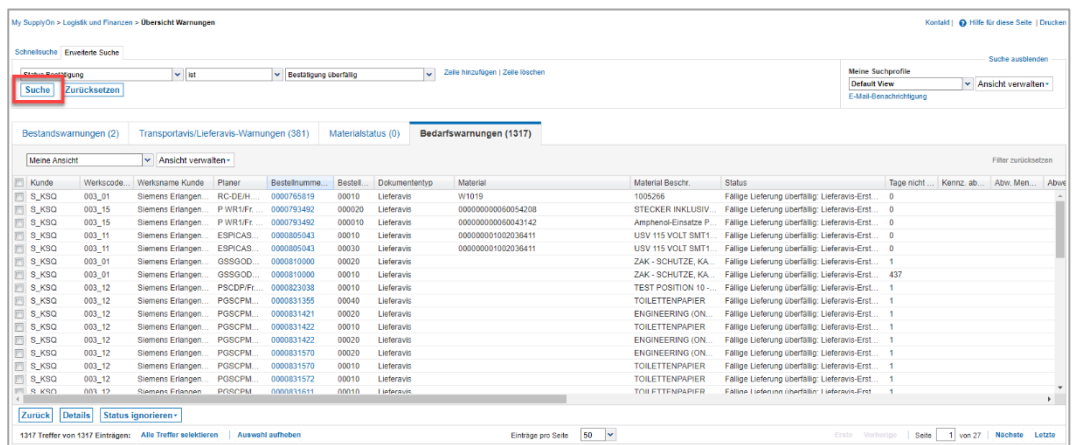 My SupplyOn > Logistik und Finanzen > Übersicht Warnungen Kontakt | Hilfe für diese Seite | Drucken
Schnellsuche Erweiterte Suche Suche ausblenden
Status Bestätigung ist Bestätigung überfällig Zeile hinzufügen | Zeile löschen Meine Suchprofile
Suche Zurücksetzen Default View Ansicht verwalten
E-Mail-Benachrichtigung
Bestandswarnungen (2) Transportavis/Lieferavis-Warnungen (381) Materialstatus (0) Bedarfswarnungen (1317)
Meine Ansicht Ansicht verwalten Filter zurücksetzen
Kunde Werkscode... Werksname Kunde Planer Bestellnumme... Bestell... Dokumententyp Material Material Beschr. Status Tage nicht ... Kennz. ab... Abw. Men... Abwe
S_KSQ 003_01 Siemens Erlangen... RC-DE/H... 0000765819 00010 Lieferavis W1019 1005266 Fällige Lieferung überfällig: Lieferavis-Erst... 0
S_KSQ 003_15 Siemens Erlangen... P WR1/Fr. ... 0000793492 000020 Lieferavis 000000000060054208 STECKER INKLUSIV... Fällige Lieferung überfällig: Lieferavis-Erst... 0
S_KSQ 003_15 Siemens Erlangen... P WR1/Fr. ... 0000793492 000010 Lieferavis 000000000060043142 Amphenol-Einsatze P... Fällige Lieferung überfällig: Lieferavis-Erst... 0
S_KSQ 003_11 Siemens Erlangen... ESPICAS... 0000805043 00010 Lieferavis 000000001002036411 USV 115 VOLT SMT1... Fällige Lieferung überfällig: Lieferavis-Erst... 0
S_KSQ 003_11 Siemens Erlangen... ESPICAS... 0000805043 00030 Lieferavis 000000001002036411 USV 115 VOLT SMT1... Fällige Lieferung überfällig: Lieferavis-Erst... 0
S_KSQ 003_01 Siemens Erlangen... GSSGOD... 0000810000 00020 Lieferavis ZAK - SCHUTZE, KA... Fällige Lieferung überfällig: Lieferavis-Erst... 1
S_KSQ 003_01 Siemens Erlangen... GSSGOD... 0000810000 00010 Lieferavis ZAK - SCHUTZE, KA... Fällige Lieferung überfällig: Lieferavis-Erst... 437
S_KSQ 003_12 Siemens Erlangen... PSCDP/Fr... 0000823038 00010 Lieferavis TEST POSITION 10 -... Fällige Lieferung überfällig: Lieferavis-Erst... 1
S_KSQ 003_12 Siemens Erlangen... PGSCPM... 0000831355 00040 Lieferavis TOILETTENPAPIER Fällige Lieferung überfällig: Lieferavis-Erst... 1
S_KSQ 003_12 Siemens Erlangen... PGSCPM... 0000831421 00020 Lieferavis ENGINEERING (ON... Fällige Lieferung überfällig: Lieferavis-Erst... 1
S_KSQ 003_12 Siemens Erlangen... PGSCPM... 0000831422 00010 Lieferavis TOILETTENPAPIER Fällige Lieferung überfällig: Lieferavis-Erst... 1
S_KSQ 003_12 Siemens Erlangen... PGSCPM... 0000831422 00020 Lieferavis ENGINEERING (ON... Fällige Lieferung überfällig: Lieferavis-Erst... 1
S_KSQ 003_12 Siemens Erlangen... PGSCPM... 0000831570 00020 Lieferavis ENGINEERING (ON... Fällige Lieferung überfällig: Lieferavis-Erst... 1
S_KSQ 003_12 Siemens Erlangen... PGSCPM... 0000831570 00010 Lieferavis TOILETTENPAPIER Fällige Lieferung überfällig: Lieferavis-Erst... 1
S_KSQ 003_12 Siemens Erlangen... PGSCPM... 0000831572 00010 Lieferavis TOILETTENPAPIER Fällige Lieferung überfällig: Lieferavis-Erst... 1
S_KSQ 003_12 Siemens Erlangen... PGSCPM... 0000831611 00010 Lieferavis TOILETTENPAPIER Fällige Lieferung überfällig: Lieferavis-Erst... 1
Zurück Details Status ignorieren
1317 Treffer von 1317 Einträgen: Alle Treffer selektieren | Auswahl aufheben Einträge pro Seite 50 Erste Vorherige | Seite 1 von 27 | Nächste Letzte